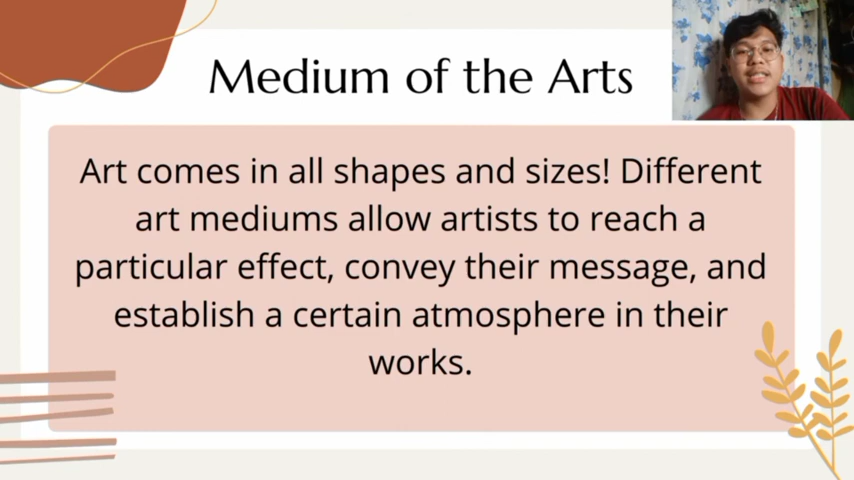 Medium of the Arts
Art comes in all shapes and sizes! Different
art mediums allow artists to reach a
particular effect, convey their message, and
establish a certain atmosphere in their
works.